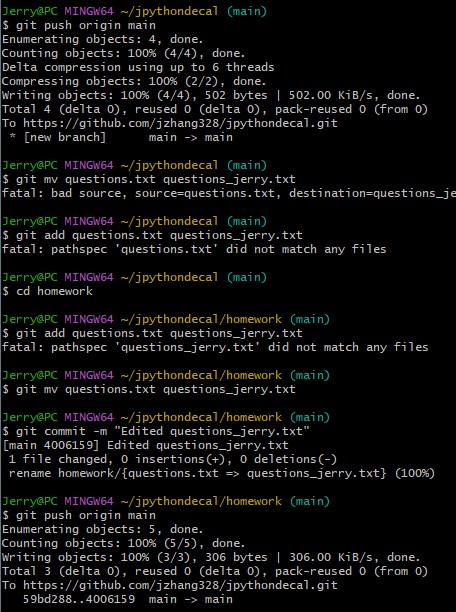 Jerry@PC MINGW64 ~/jpythondecal (main)
$ git push origin main
Enumerating objects: 4, done.
Counting objects: 100% (4/4), done.
Delta compression using up to 6 threads
Compressing objects: 100% (2/2), done.
Writing objects: 100% (4/4), 502 bytes | 502.00 KiB/s, done.
Total 4 (delta 0), reused 0 (delta 0), pack-reused 0 (from 0)
To https://github.com/jzhang328/jpythondecal.git
 * [new branch]      main -> main
Jerry@PC MINGW64 ~/jpythondecal (main)
$ git mv questions.txt questions_jerry.txt
fatal: bad source, source=questions.txt, destination=questions_je
Jerry@PC MINGW64 ~/jpythondecal (main)
$ git add questions.txt questions_jerry.txt
fatal: pathspec 'questions.txt' did not match any files
Jerry@PC MINGW64 ~/jpythondecal (main)
$ cd homework
Jerry@PC MINGW64 ~/jpythondecal/homework (main)
$ git add questions.txt questions_jerry.txt
fatal: pathspec 'questions_jerry.txt' did not match any files
Jerry@PC MINGW64 ~/jpythondecal/homework (main)
$ git mv questions.txt questions_jerry.txt
Jerry@PC MINGW64 ~/jpythondecal/homework (main)
$ git commit -m "Edited questions_jerry.txt"
[main 4006159] Edited questions_jerry.txt
 1 file changed, 0 insertions(+), 0 deletions(-)
 rename homework/{questions.txt => questions_jerry.txt} (100%)
Jerry@PC MINGW64 ~/jpythondecal/homework (main)
$ git push origin main
Enumerating objects: 5, done.
Counting objects: 100% (5/5), done.
Writing objects: 100% (3/3), 306 bytes | 306.00 KiB/s, done.
Total 3 (delta 0), reused 0 (delta 0), pack-reused 0 (from 0)
To https://github.com/jzhang328/jpythondecal.git
   59bd288..4006159  main -> main